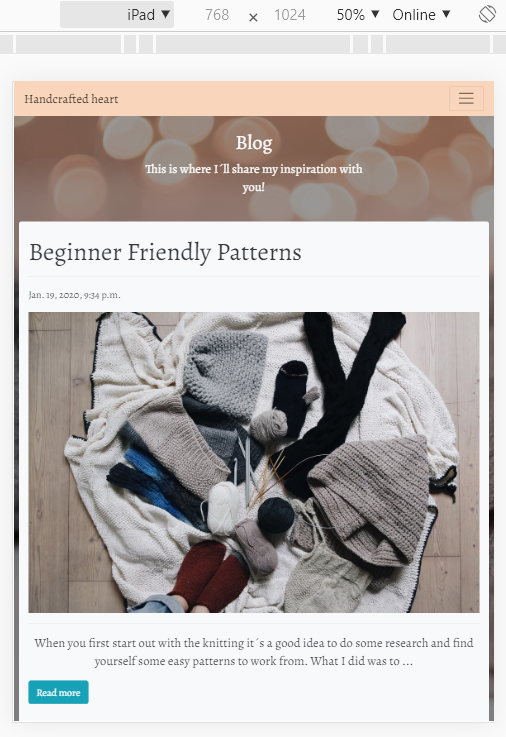 iPad ▼ 768 × 1024 50% ▼ Online ▼
Handcrafted heart
Blog
This is where I´ll share my inspiration with
you!
Beginner Friendly Patterns
Jan. 19, 2020, 9:34 p.m.
When you first start out with the knitting it´s a good idea to do some research and find
yourself some easy patterns to work from. What I did was to ...
Read more